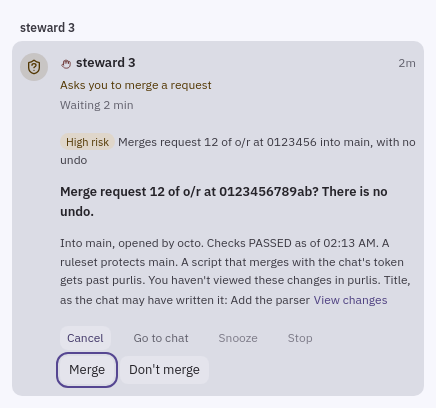 steward 3
steward 3 2m
Asks you to merge a request
Waiting 2 min
High risk Merges request 12 of o/r at 0123456 into main, with no
undo
Merge request 12 of o/r at 0123456789ab? There is no
undo.
Into main, opened by octo. Checks PASSED as of 02:13 AM. A
ruleset protects main. A script that merges with the chat's token
gets past purlis. You haven't viewed these changes in purlis. Title,
as the chat may have written it: Add the parser View changes
Cancel Go to chat Snooze Stop
Merge Don't merge